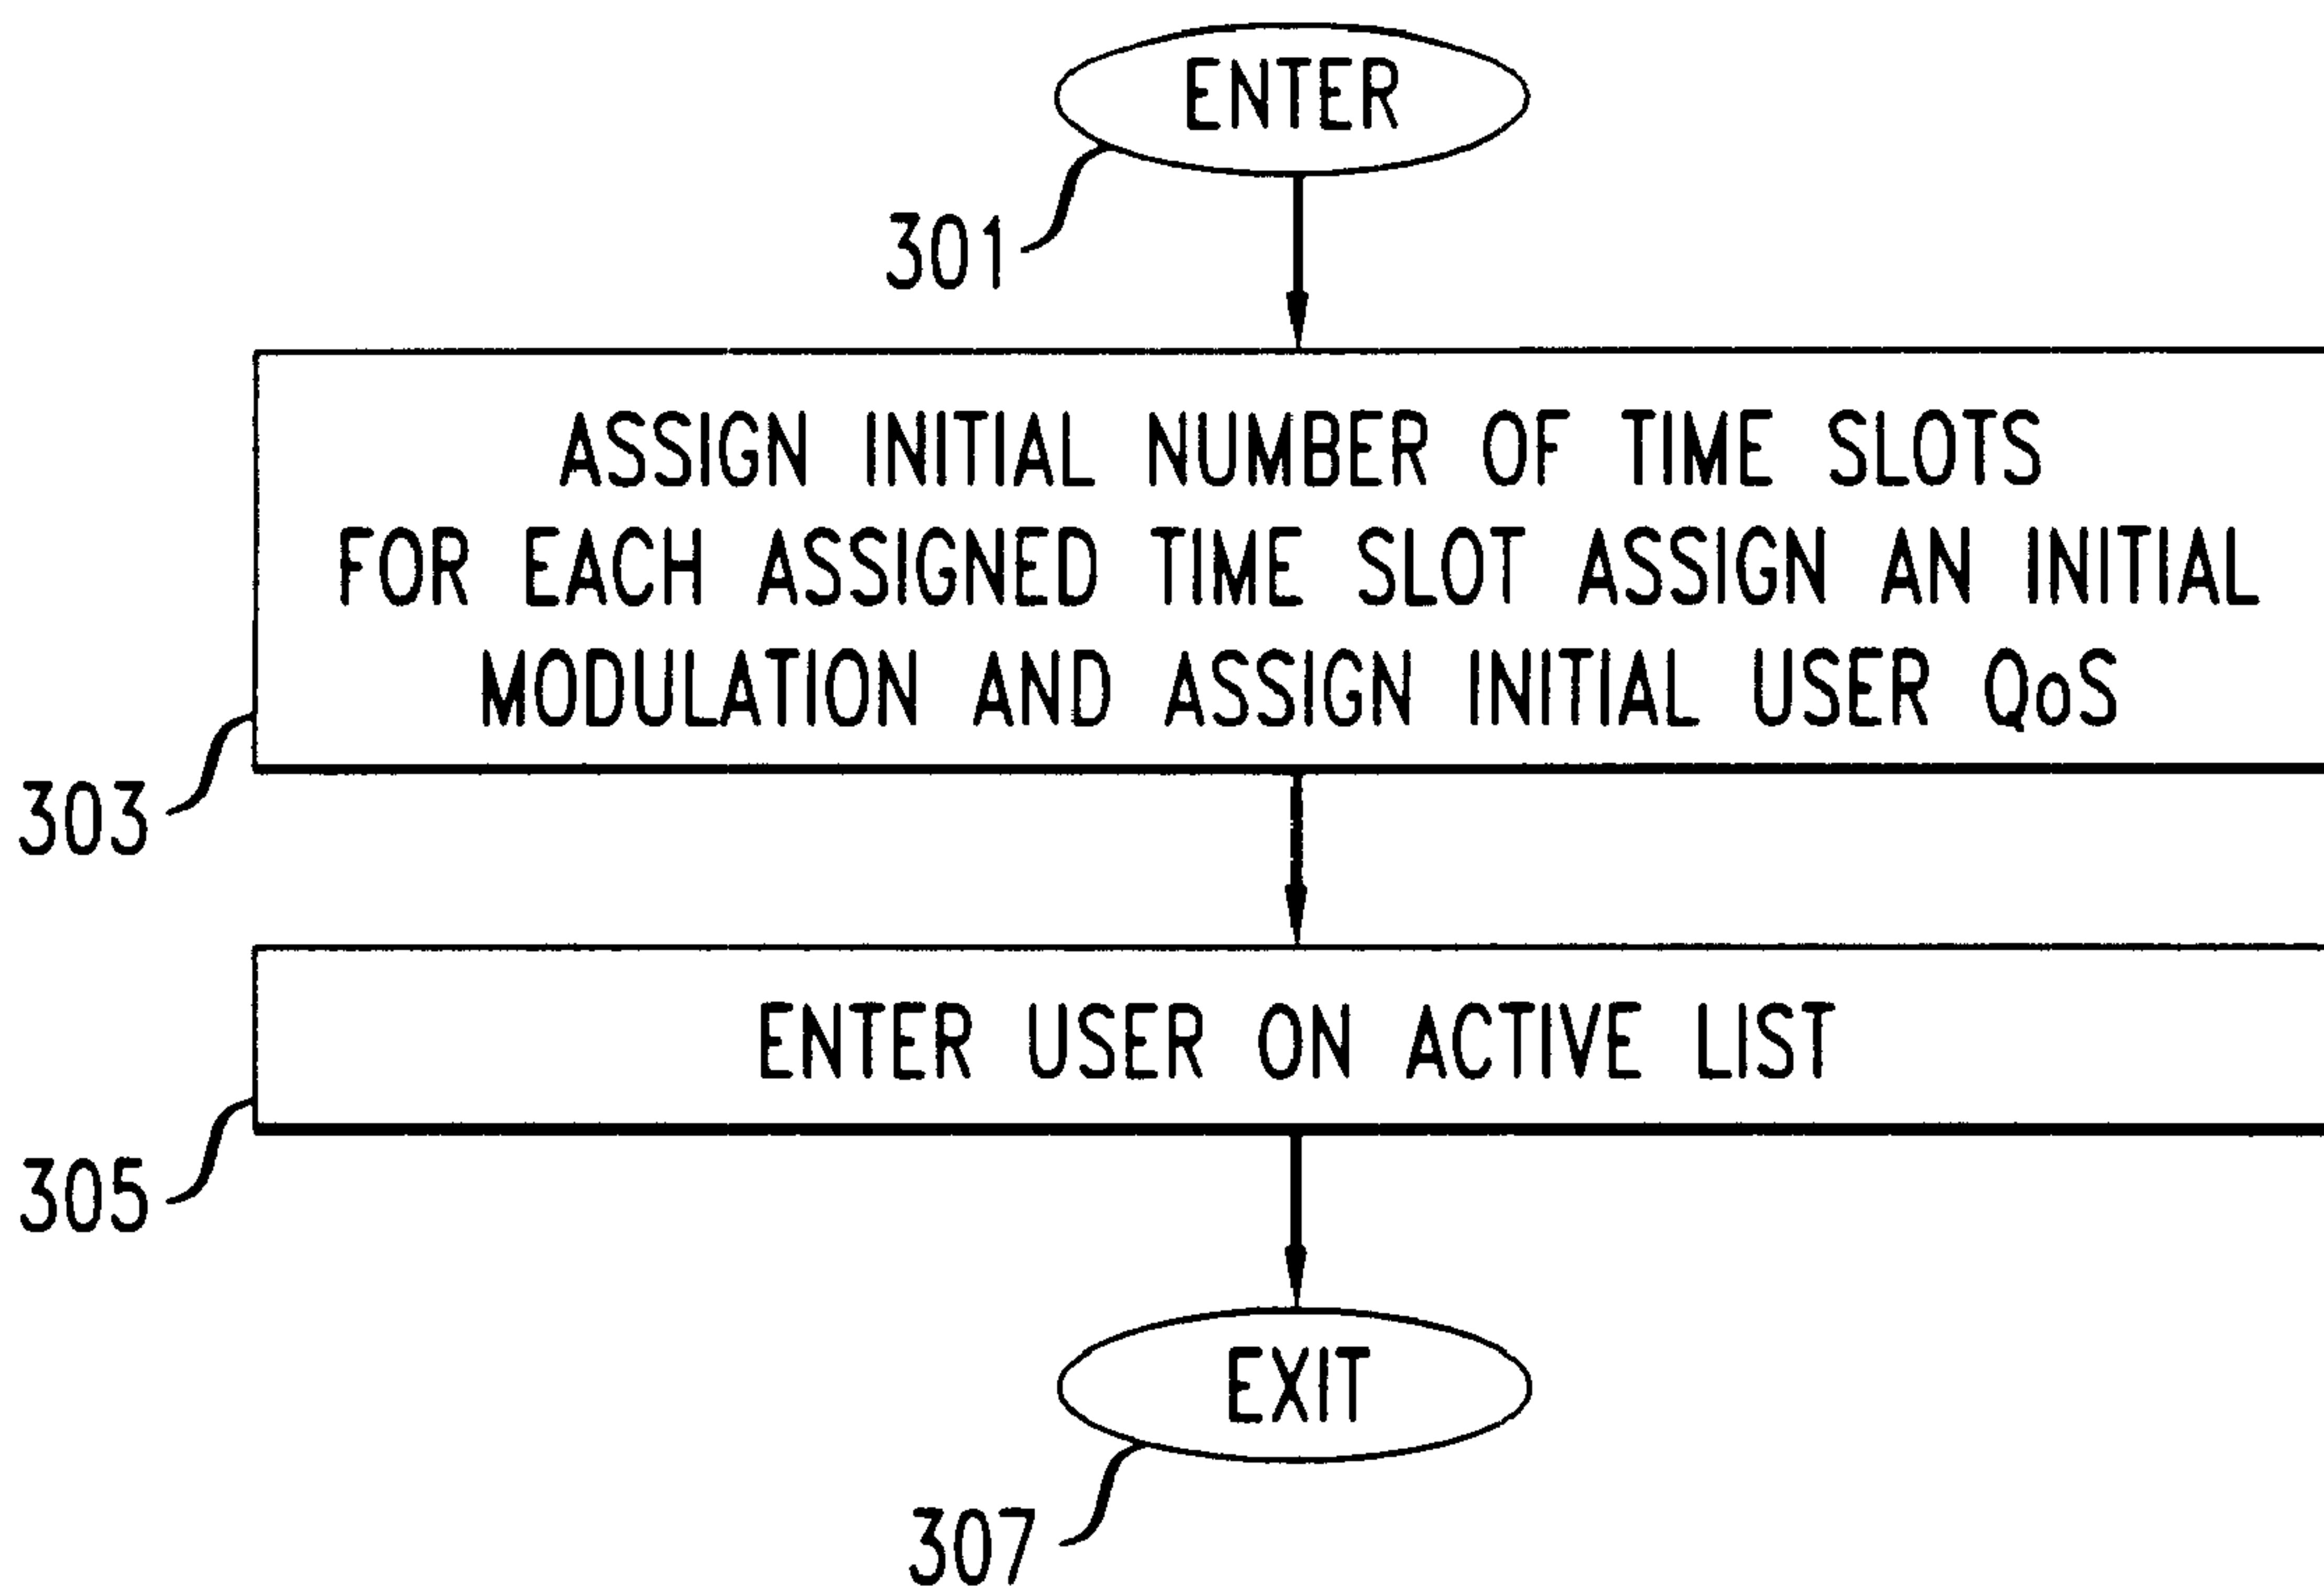 ENTER
301
ASSIGN INITIAL NUMBER OF TIME SLOTS
FOR EACH ASSIGNED TIME SLOT ASSIGN AN INITIAL
MODULATION AND ASSIGN INITIAL USER QoS
303
ENTER USER ON ACTIVE LIST
305
EXIT
307